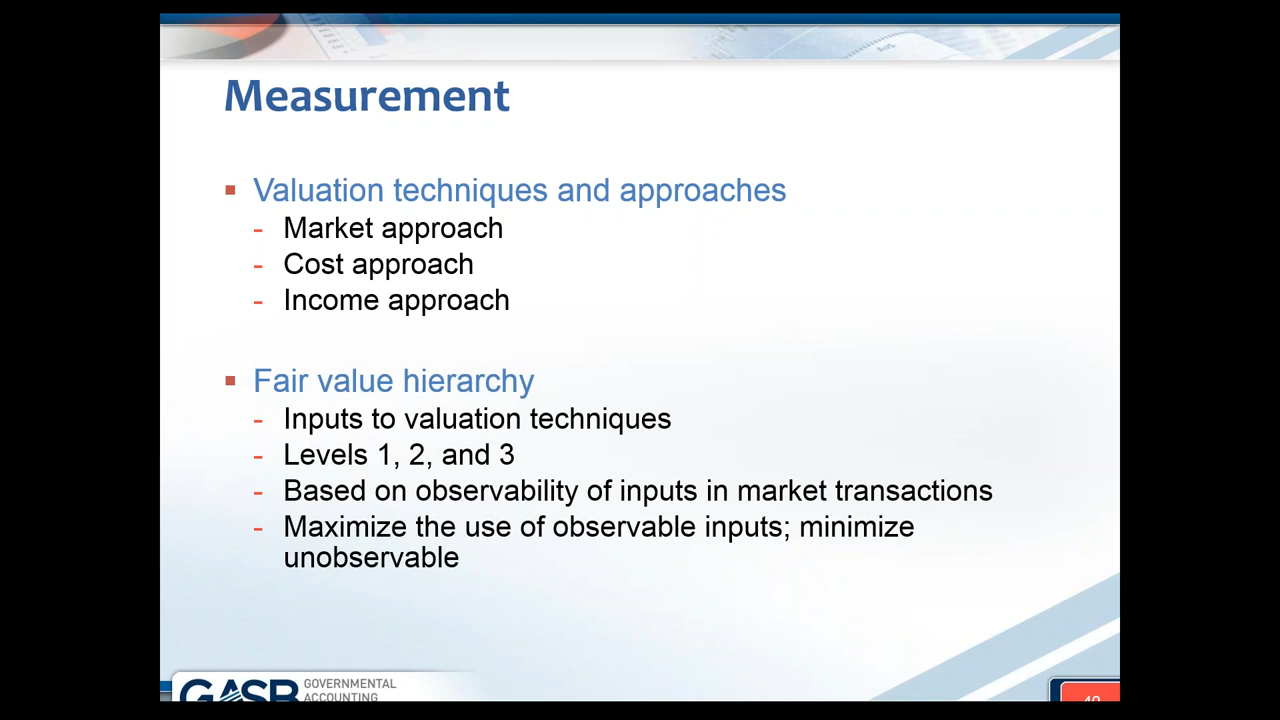 Measurement
Valuation techniques and approaches
- Market approach
- Cost approach
- Income approach
Fair value hierarchy
- Inputs to valuation techniques
- Levels 1, 2, and 3
- Based on observability of inputs in market transactions
- Maximize the use of observable inputs; minimize
unobservable
GASB GOVERNMENTAL
ACCOUNTING